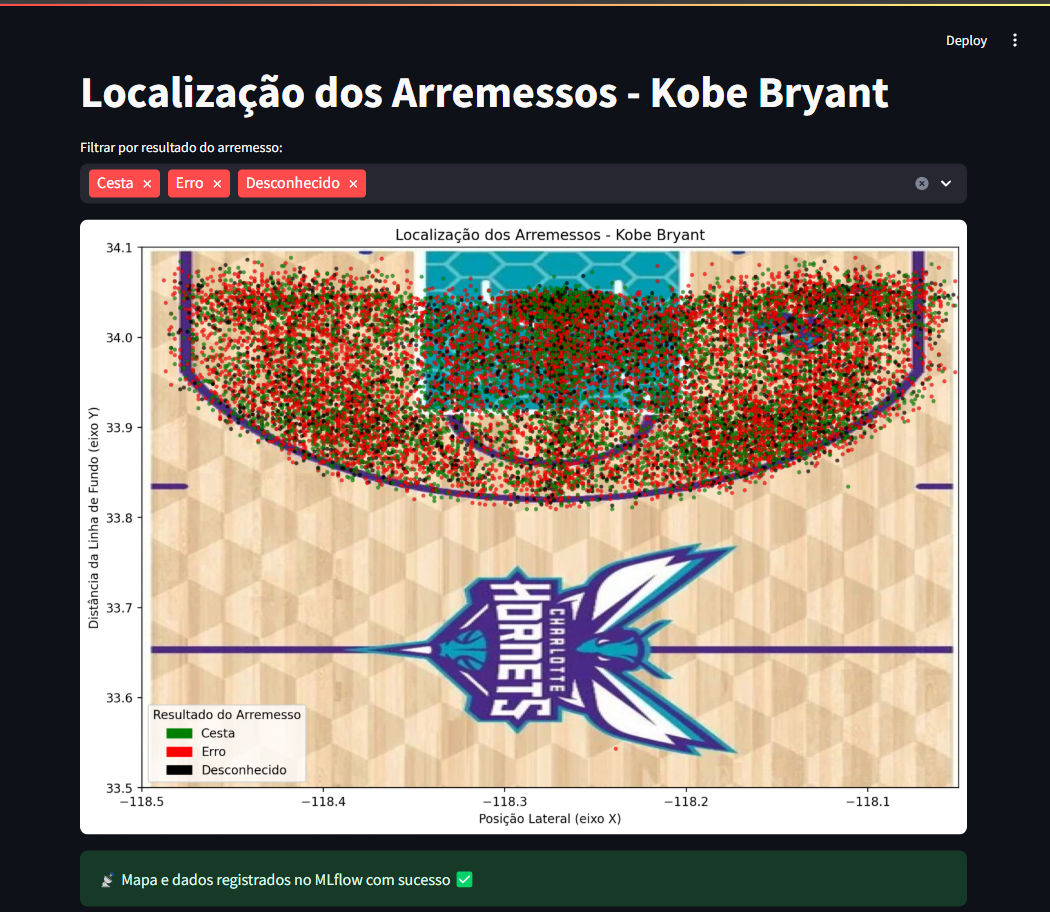 Deploy
Localização dos Arremessos - Kobe Bryant
Filtrar por resultado do arremesso:
Cesta × Erro × Desconhecido ×
Localização dos Arremessos - Kobe Bryant
34.1
34.0
33.9
33.8
33.7
33.6
33.5
Distância da Linha de Fundo (eixo Y)
HORNETS
CHARLOTTE
Resultado do Arremesso
Cesta
Erro
Desconhecido
−118.5 −118.4 −118.3 −118.2 −118.1
Posição Lateral (eixo X)
Mapa e dados registrados no MLflow com sucesso ✅